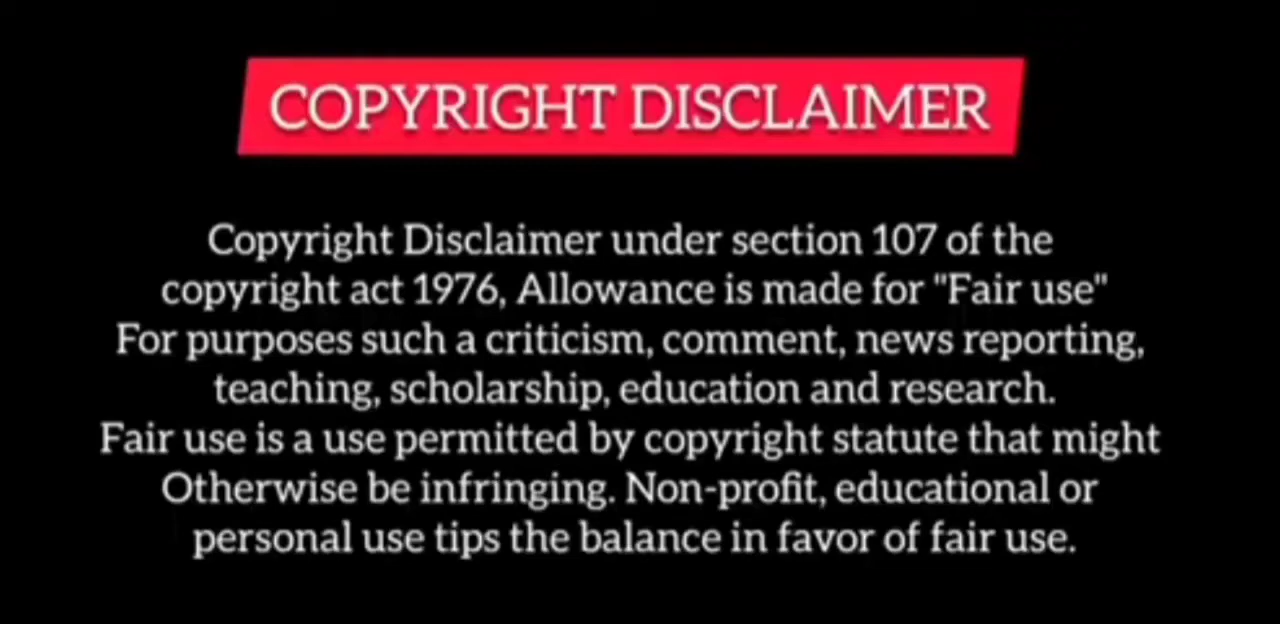 COPYRIGHT DISCLAIMER
Copyright Disclaimer under section 107 of the
copyright act 1976, Allowance is made for "Fair use"
For purposes such a criticism, comment, news reporting,
teaching, scholarship, education and research.
Fair use is a use permitted by copyright statute that might
Otherwise be infringing. Non-profit, educational or
personal use tips the balance in favor of fair use.